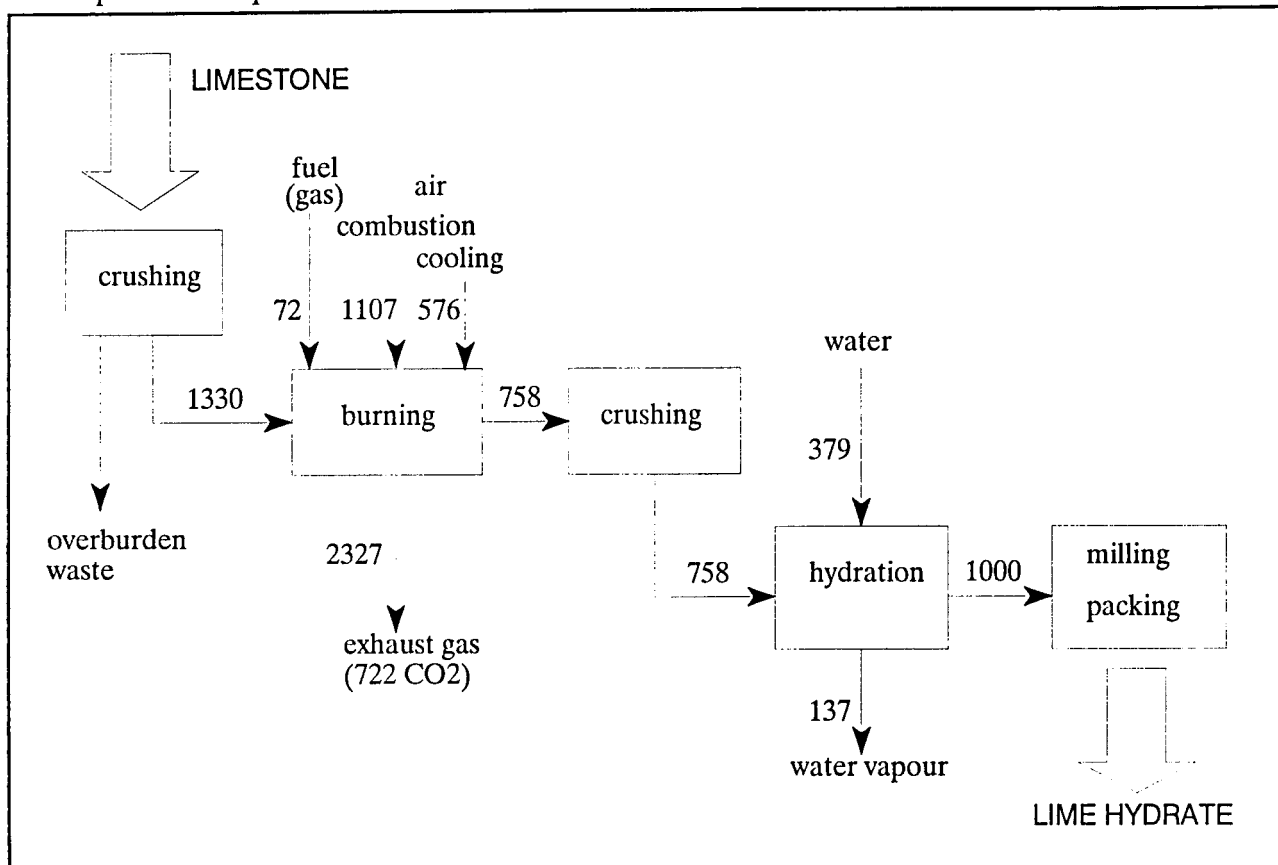 LIMESTONE
fuel
(gas)
air
combustion
cooling
crushing
72
1107
576
water
1330
burning
758
crushing
379
overburden
waste
2327
758
hydration
1000
milling
packing
exhaust gas
(722 CO2)
137
water vapour
LIME HYDRATE